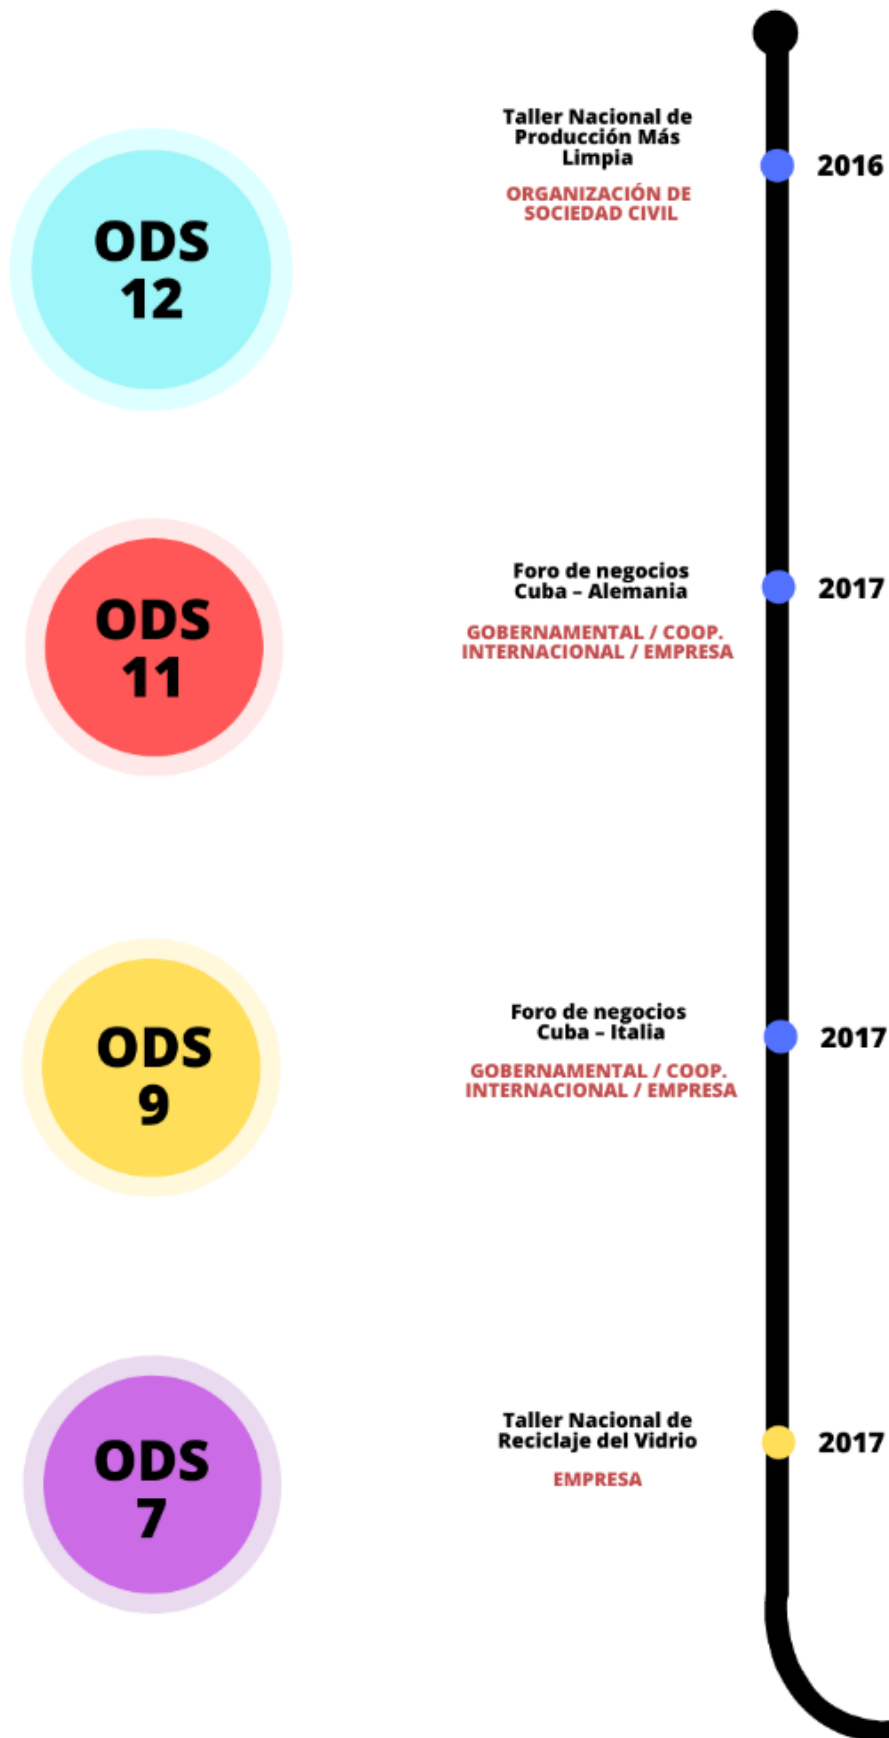 Taller Nacional de
Producción Más
Limpia
ORGANIZACIÓN DE
SOCIEDAD CIVIL
2016
ODS
12
Foro de negocios
Cuba – Alemania
GOBERNAMENTAL / COOP.
INTERNACIONAL / EMPRESA
2017
ODS
11
Foro de negocios
Cuba – Italia
GOBERNAMENTAL / COOP.
INTERNACIONAL / EMPRESA
2017
ODS
9
Taller Nacional de
Reciclaje del Vidrio
EMPRESA
2017
ODS
7